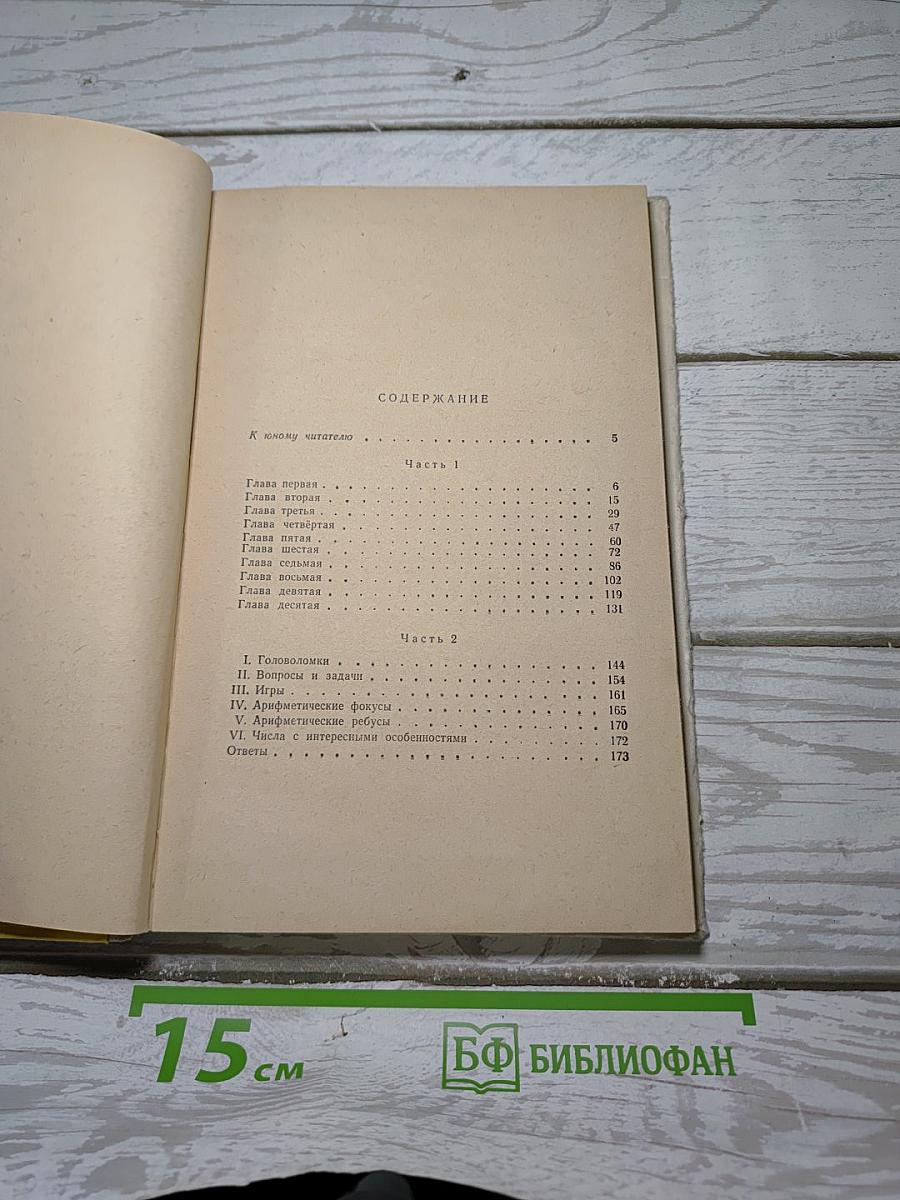 СОДЕРЖАНИЕ
К юному читателю . . . . . . . . . . . . . . . . . 5
Часть 1
Глава первая . . . . . . . . . . . . . . . . . . . . 6
Глава вторая . . . . . . . . . . . . . . . . . . . . 15
Глава третья . . . . . . . . . . . . . . . . . . . . 29
Глава четвёртая . . . . . . . . . . . . . . . . . . . 47
Глава пятая . . . . . . . . . . . . . . . . . . . . 60
Глава шестая . . . . . . . . . . . . . . . . . . . . 72
Глава седьмая . . . . . . . . . . . . . . . . . . . . 86
Глава восьмая . . . . . . . . . . . . . . . . . . . . 102
Глава девятая . . . . . . . . . . . . . . . . . . . . 119
Глава десятая . . . . . . . . . . . . . . . . . . . . 131
Часть 2
I. Головоломки . . . . . . . . . . . . . . . . . . . 144
II. Вопросы и задачи . . . . . . . . . . . . . . . . . 154
III. Игры . . . . . . . . . . . . . . . . . . . . . . 161
IV. Арифметические фокусы . . . . . . . . . . . . . . . 165
V. Арифметические ребусы . . . . . . . . . . . . . . . 170
VI. Числа с интересными особенностями . . . . . . . . . . 172
Ответы . . . . . . . . . . . . . . . . . . . . . . . 173
15 см
БФ БИБЛИОФАН